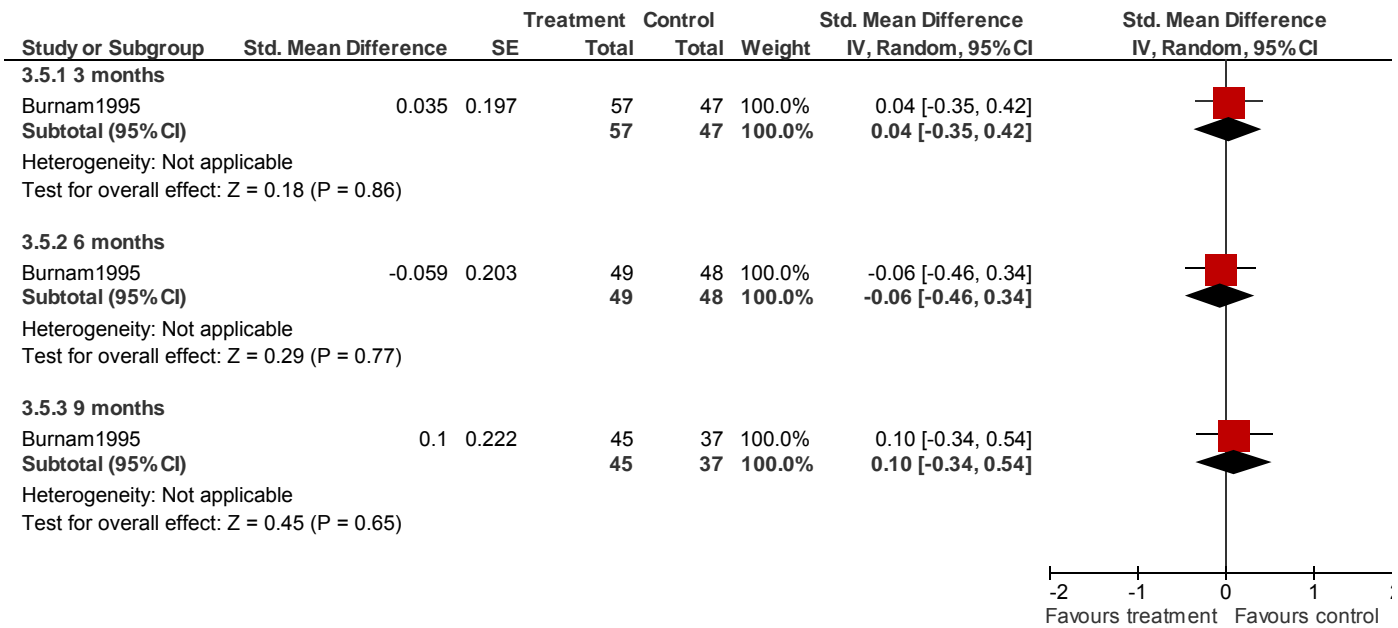 Treatment Control Std. Mean Difference Std. Mean Difference
Study or Subgroup Std. Mean Difference SE Total Total Weight IV, Random, 95% CI IV, Random, 95% CI
3.5.1 3 months
Burnam1995 0.035 0.197 57 47 100.0% 0.04 [-0.35, 0.42]
Subtotal (95% CI) 57 47 100.0% 0.04 [-0.35, 0.42]
Heterogeneity: Not applicable
Test for overall effect: Z = 0.18 (P = 0.86)
3.5.2 6 months
Burnam1995 -0.059 0.203 49 48 100.0% -0.06 [-0.46, 0.34]
Subtotal (95% CI) 49 48 100.0% -0.06 [-0.46, 0.34]
Heterogeneity: Not applicable
Test for overall effect: Z = 0.29 (P = 0.77)
3.5.3 9 months
Burnam1995 0.1 0.222 45 37 100.0% 0.10 [-0.34, 0.54]
Subtotal (95% CI) 45 37 100.0% 0.10 [-0.34, 0.54]
Heterogeneity: Not applicable
Test for overall effect: Z = 0.45 (P = 0.65)
-2 -1 0 1
Favours treatment Favours control